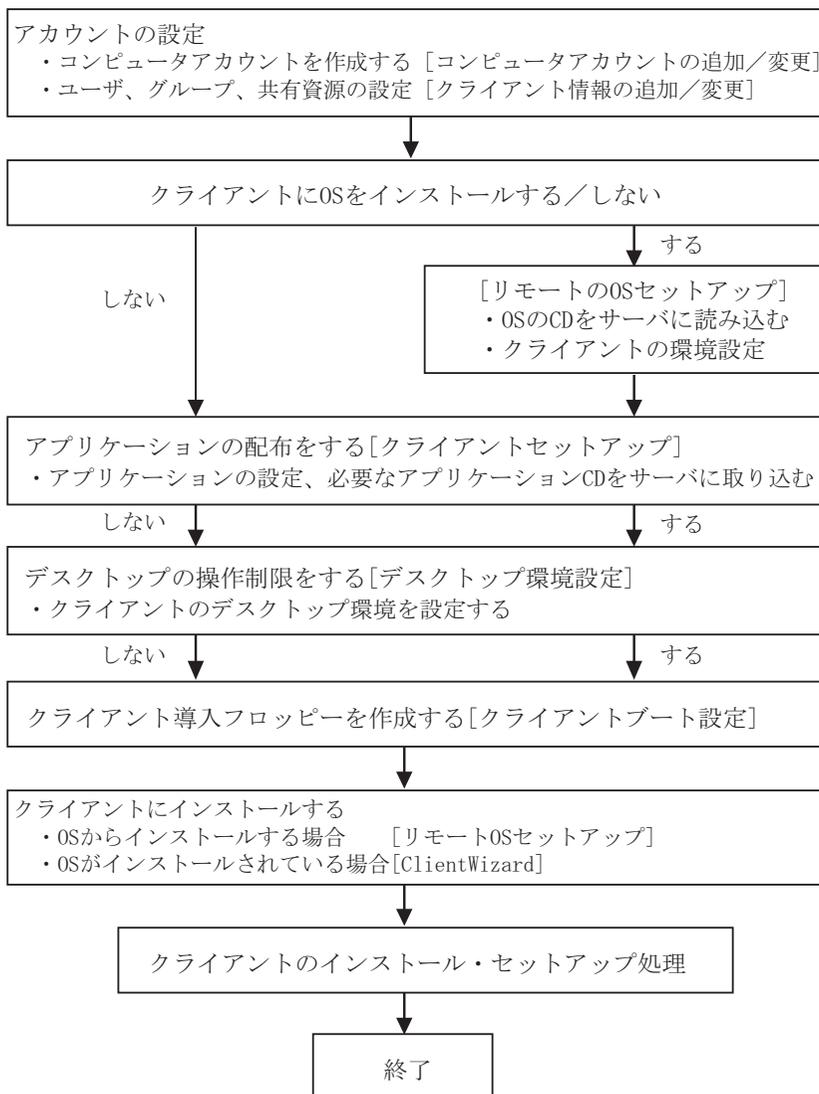 アカウントの設定
・コンピュータアカウントを作成する [コンピュータアカウントの追加／変更]
・ユーザ、グループ、共有資源の設定 [クライアント情報の追加／変更]
クライアントにOSをインストールする／しない
する
しない
[リモートのOSセットアップ]
・OSのCDをサーバに読み込む
・クライアントの環境設定
アプリケーションの配布をする[クライアントセットアップ]
・アプリケーションの設定、必要なアプリケーションCDをサーバに取り込む
しない
する
デスクトップの操作制限をする[デスクトップ環境設定]
・クライアントのデスクトップ環境を設定する
しない
する
クライアント導入フロッピーを作成する[クライアントブート設定]
クライアントにインストールする
・OSからインストールする場合 [リモートOSセットアップ]
・OSがインストールされている場合[ClientWizard]
クライアントのインストール・セットアップ処理
終了